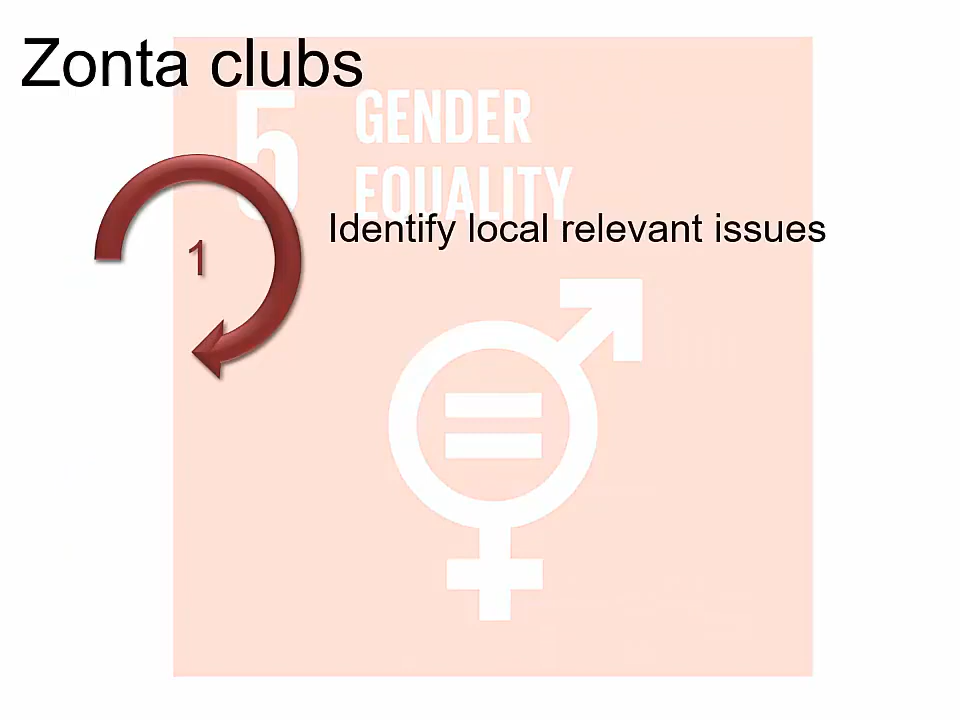 Zonta clubs
5 GENDER
EQUALITY
1
Identify local relevant issues